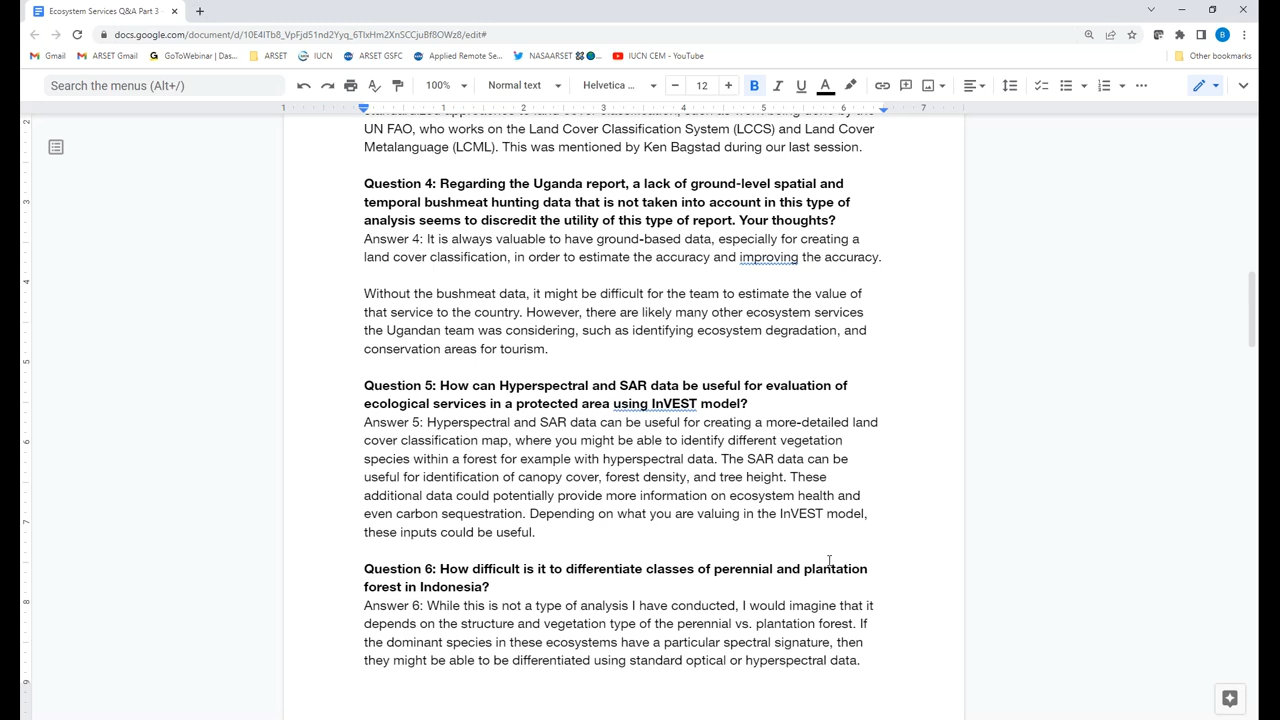 Ecosystem Services Q&A Part 3
docs.google.com/document/d/10E4ITb8_VpFjd51nd2Yyq_6TlxHm2XnSCCjuBf8OWz8/edit#
B
Gmail
ARSET Gmail
GoToWebinar | Das...
ARSET
IUCN
ARSET GSFC
Applied Remote Se...
NASAARSET
IUCN CEM - YouTube
Other bookmarks
Search the menus (Alt+/)
100%
Normal text
Helvetica ...
12
B I U A
1 1 2 3 4 5 6 7
UN FAO, who works on the Land Cover Classification System (LCCS) and Land Cover
Metalanguage (LCML). This was mentioned by Ken Bagstad during our last session.
Question 4: Regarding the Uganda report, a lack of ground-level spatial and
temporal bushmeat hunting data that is not taken into account in this type of
analysis seems to discredit the utility of this type of report. Your thoughts?
Answer 4: It is always valuable to have ground-based data, especially for creating a
land cover classification, in order to estimate the accuracy and improving the accuracy.
Without the bushmeat data, it might be difficult for the team to estimate the value of
that service to the country. However, there are likely many other ecosystem services
the Ugandan team was considering, such as identifying ecosystem degradation, and
conservation areas for tourism.
Question 5: How can Hyperspectral and SAR data be useful for evaluation of
ecological services in a protected area using InVEST model?
Answer 5: Hyperspectral and SAR data can be useful for creating a more-detailed land
cover classification map, where you might be able to identify different vegetation
species within a forest for example with hyperspectral data. The SAR data can be
useful for identification of canopy cover, forest density, and tree height. These
additional data could potentially provide more information on ecosystem health and
even carbon sequestration. Depending on what you are valuing in the InVEST model,
these inputs could be useful.
Question 6: How difficult is it to differentiate classes of perennial and plantation
forest in Indonesia?
Answer 6: While this is not a type of analysis I have conducted, I would imagine that it
depends on the structure and vegetation type of the perennial vs. plantation forest. If
the dominant species in these ecosystems have a particular spectral signature, then
they might be able to be differentiated using standard optical or hyperspectral data.